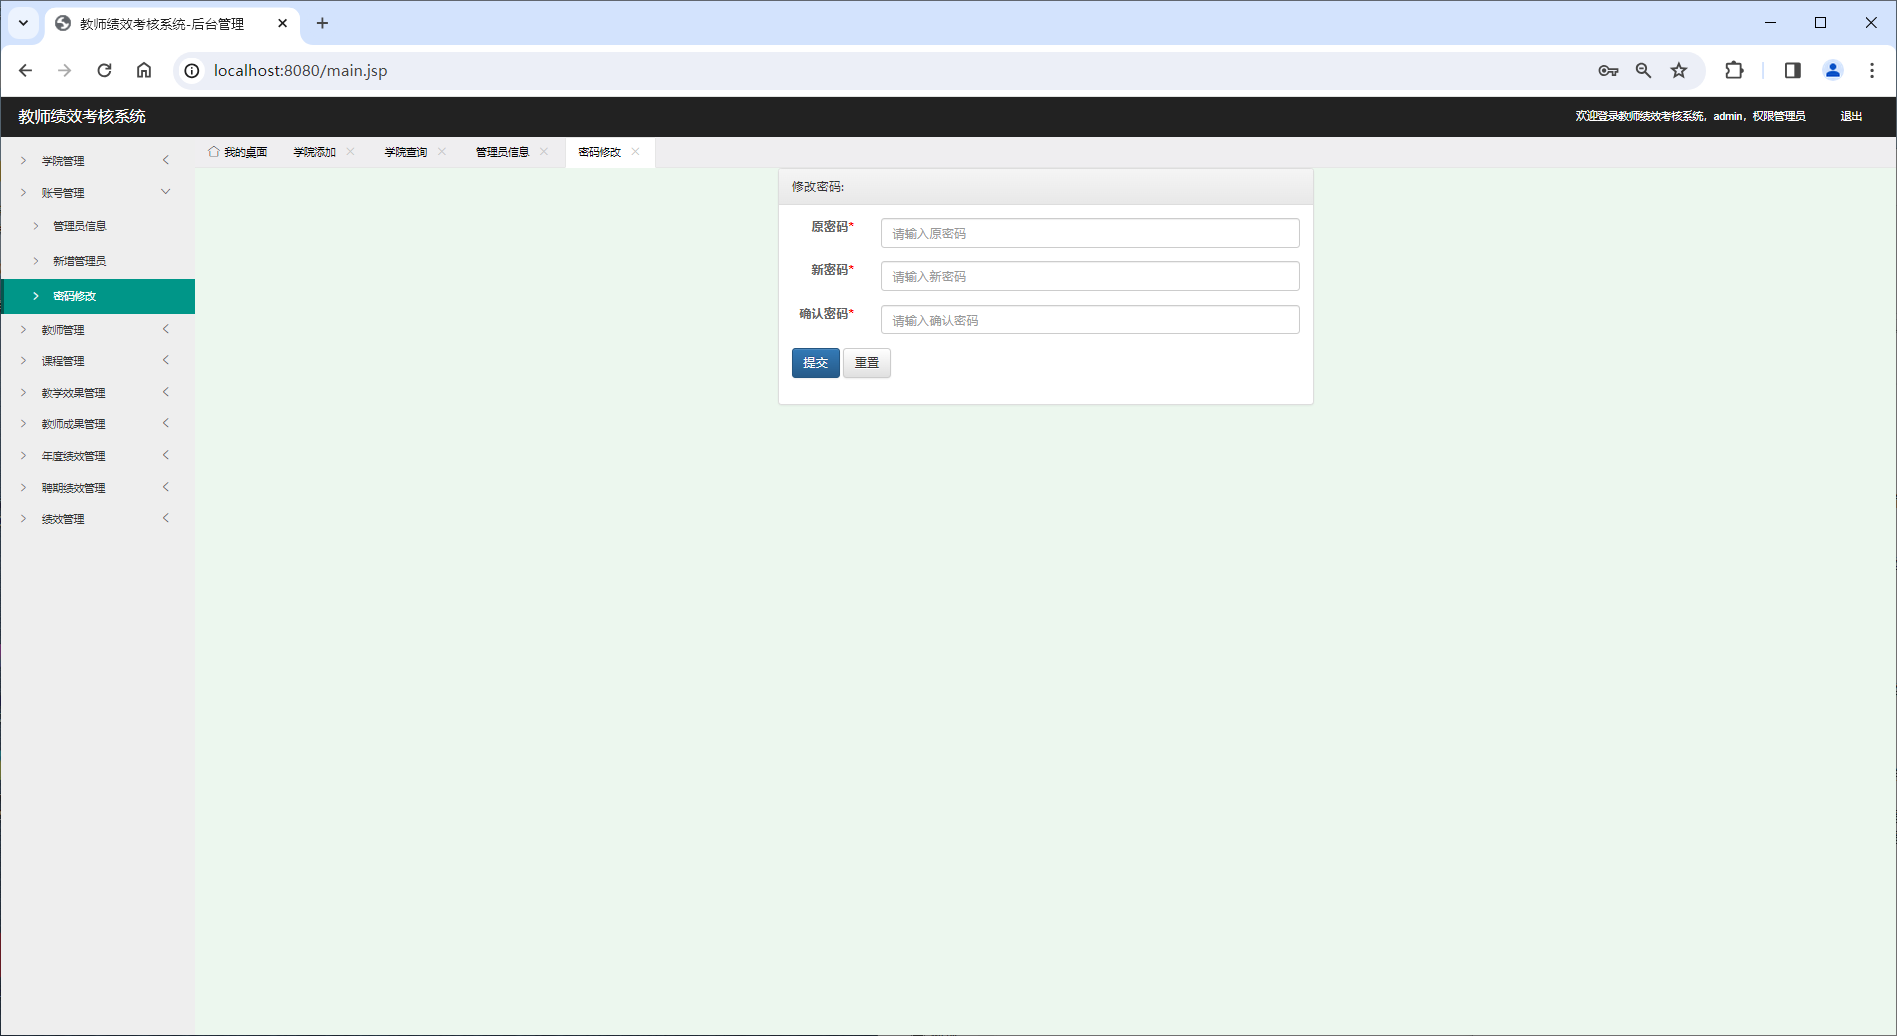 教师绩效考核系统-后台管理
localhost:8080/main.jsp
教师绩效考核系统
欢迎登录教师绩效考核系统，admin，权限管理员
退出
我的桌面
学院添加
学院查询
管理员信息
密码修改
学院管理
账号管理
管理员信息
新增管理员
密码修改
教师管理
课程管理
教学效果管理
教师成果管理
年度绩效管理
聘期绩效管理
绩效管理
修改密码:
原密码*
请输入原密码
新密码*
请输入新密码
确认密码*
请输入确认密码
提交
重置